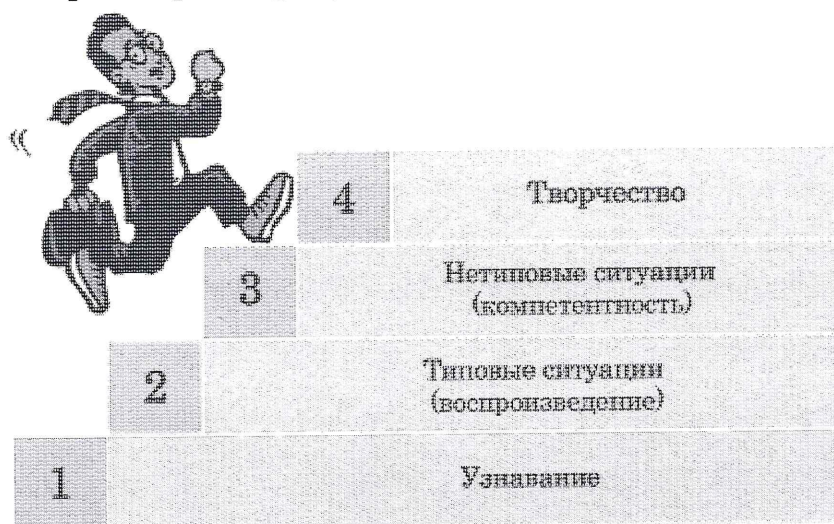 «
4
Творчество
3
Нетиповые ситуации
(компетентность)
2
Типовые ситуации
(воспроизведение)
1
Узнавание